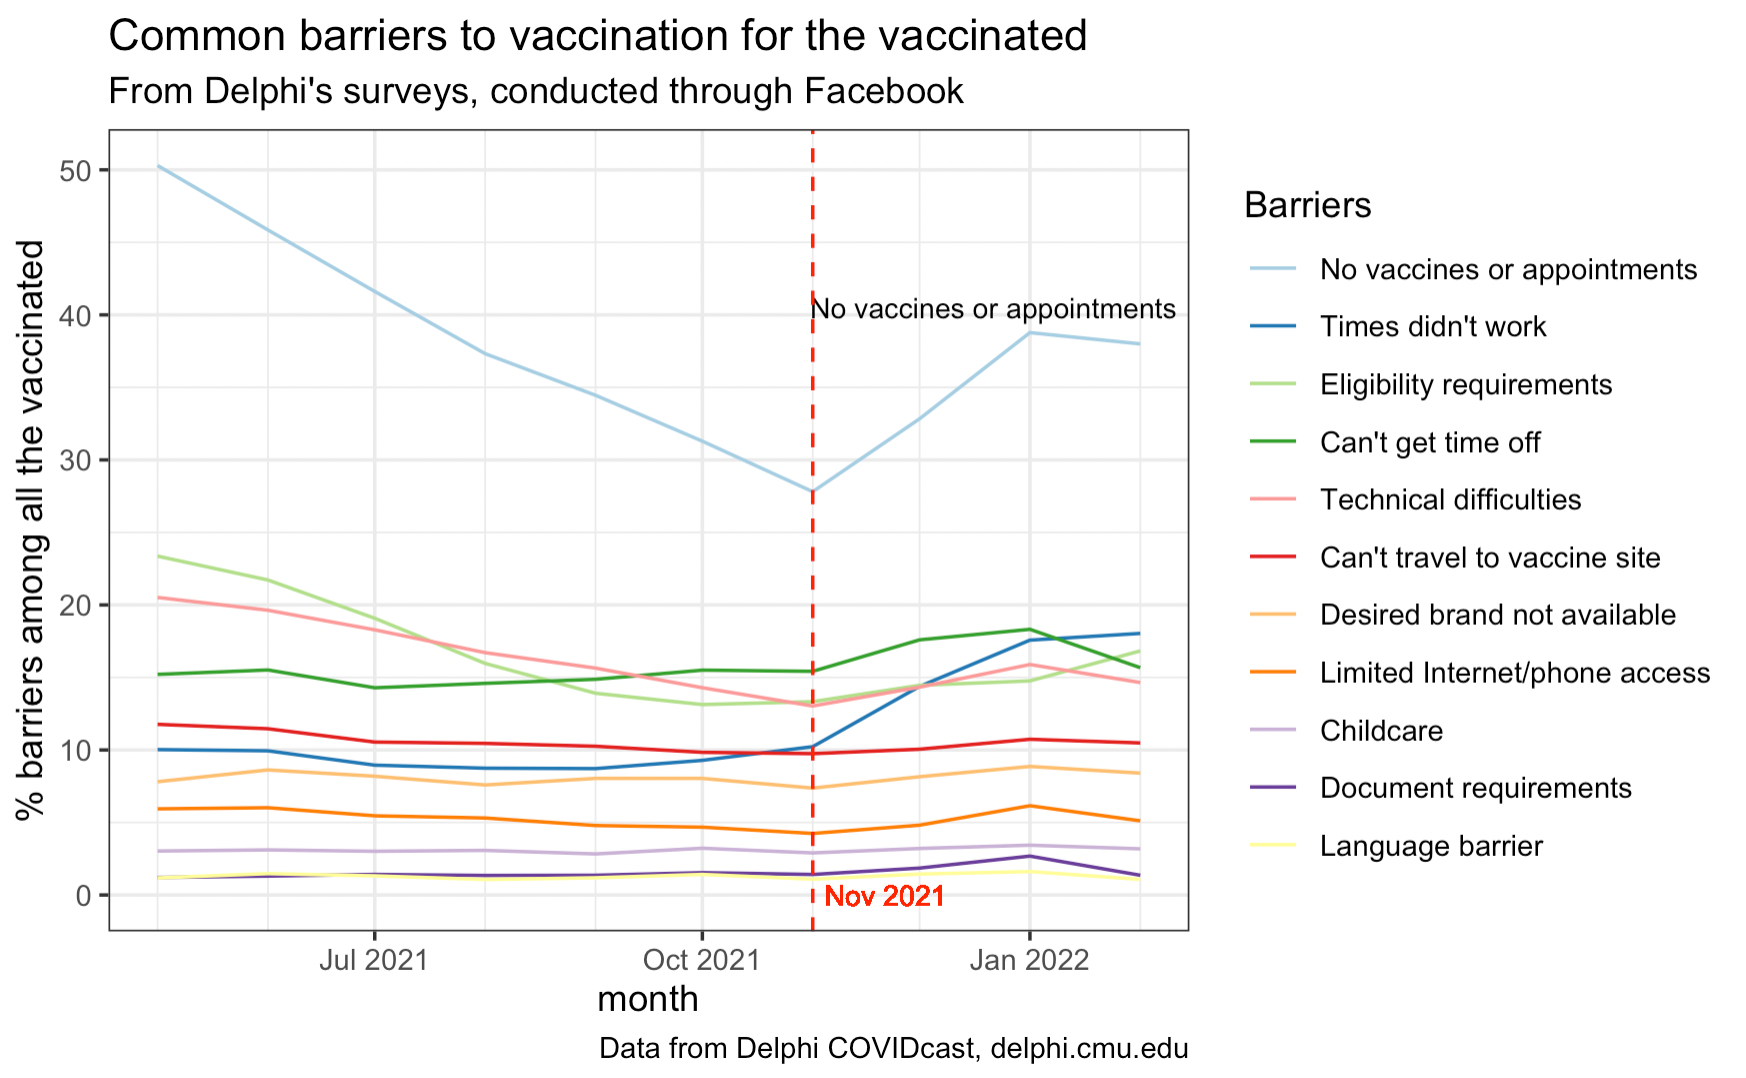 Common barriers to vaccination for the vaccinated
From Delphi's surveys, conducted through Facebook
% barriers among all the vaccinated
50
40
30
20
10
0
No vaccines or appointments
Nov 2021
Jul 2021
Oct 2021
Jan 2022
month
Data from Delphi COVIDcast, delphi.cmu.edu
Barriers
No vaccines or appointments
Times didn't work
Eligibility requirements
Can't get time off
Technical difficulties
Can't travel to vaccine site
Desired brand not available
Limited Internet/phone access
Childcare
Document requirements
Language barrier